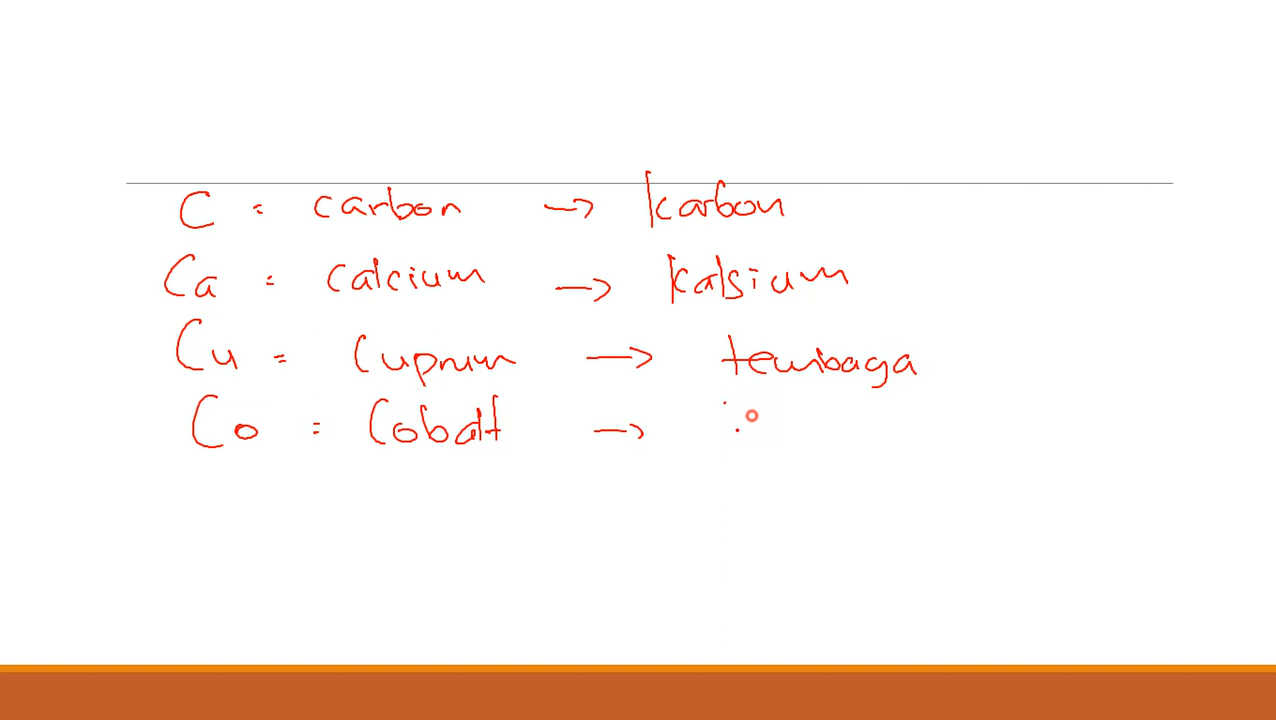 C = carbon → karbon
Ca = calcium → kalsium
Cu = Cuprum → tembaga
Co = Cobalt →